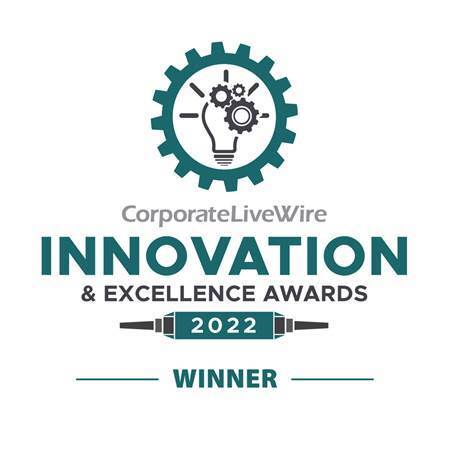 CorporateLiveWire
INNOVATION
& EXCELLENCE AWARDS
2022
WINNER